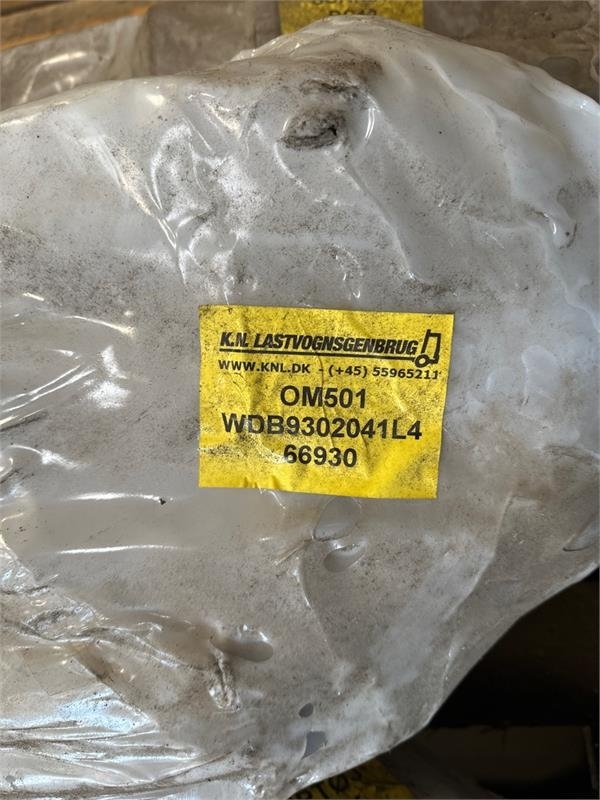 K.N. LASTVOGNSGENBRUG
WWW.KNL.DK - (+45) 55965211
OM501
WDB9302041L4
66930